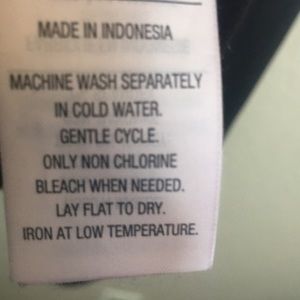 MADE IN INDONESIA
MACHINE WASH SEPARATELY
IN COLD WATER.
GENTLE CYCLE.
ONLY NON CHLORINE
BLEACH WHEN NEEDED.
LAY FLAT TO DRY.
IRON AT LOW TEMPERATURE.